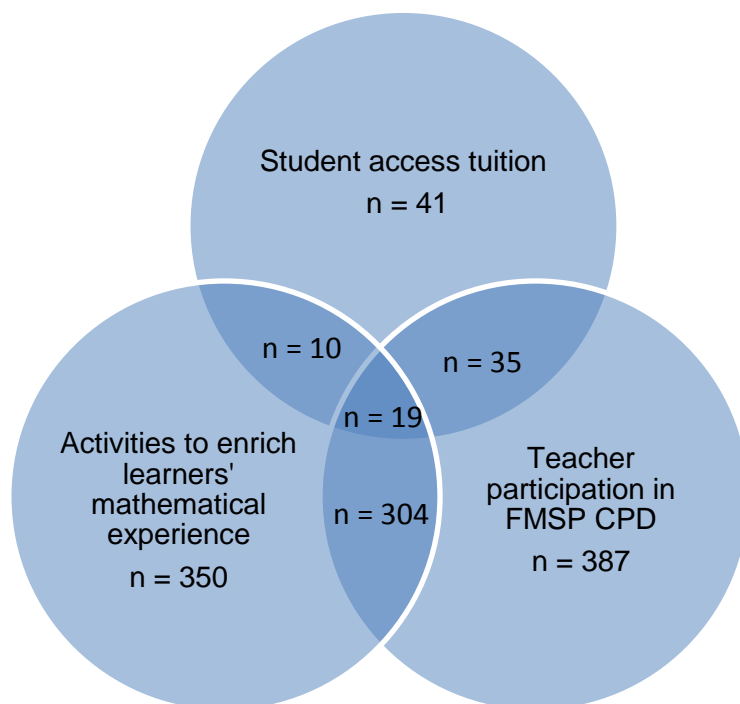 Student access tuition
n = 41
n = 10
n = 35
n = 19
Activities to enrich
learners'
mathematical
experience
n = 350
n = 304
Teacher
participation in
FMSP CPD
n = 387